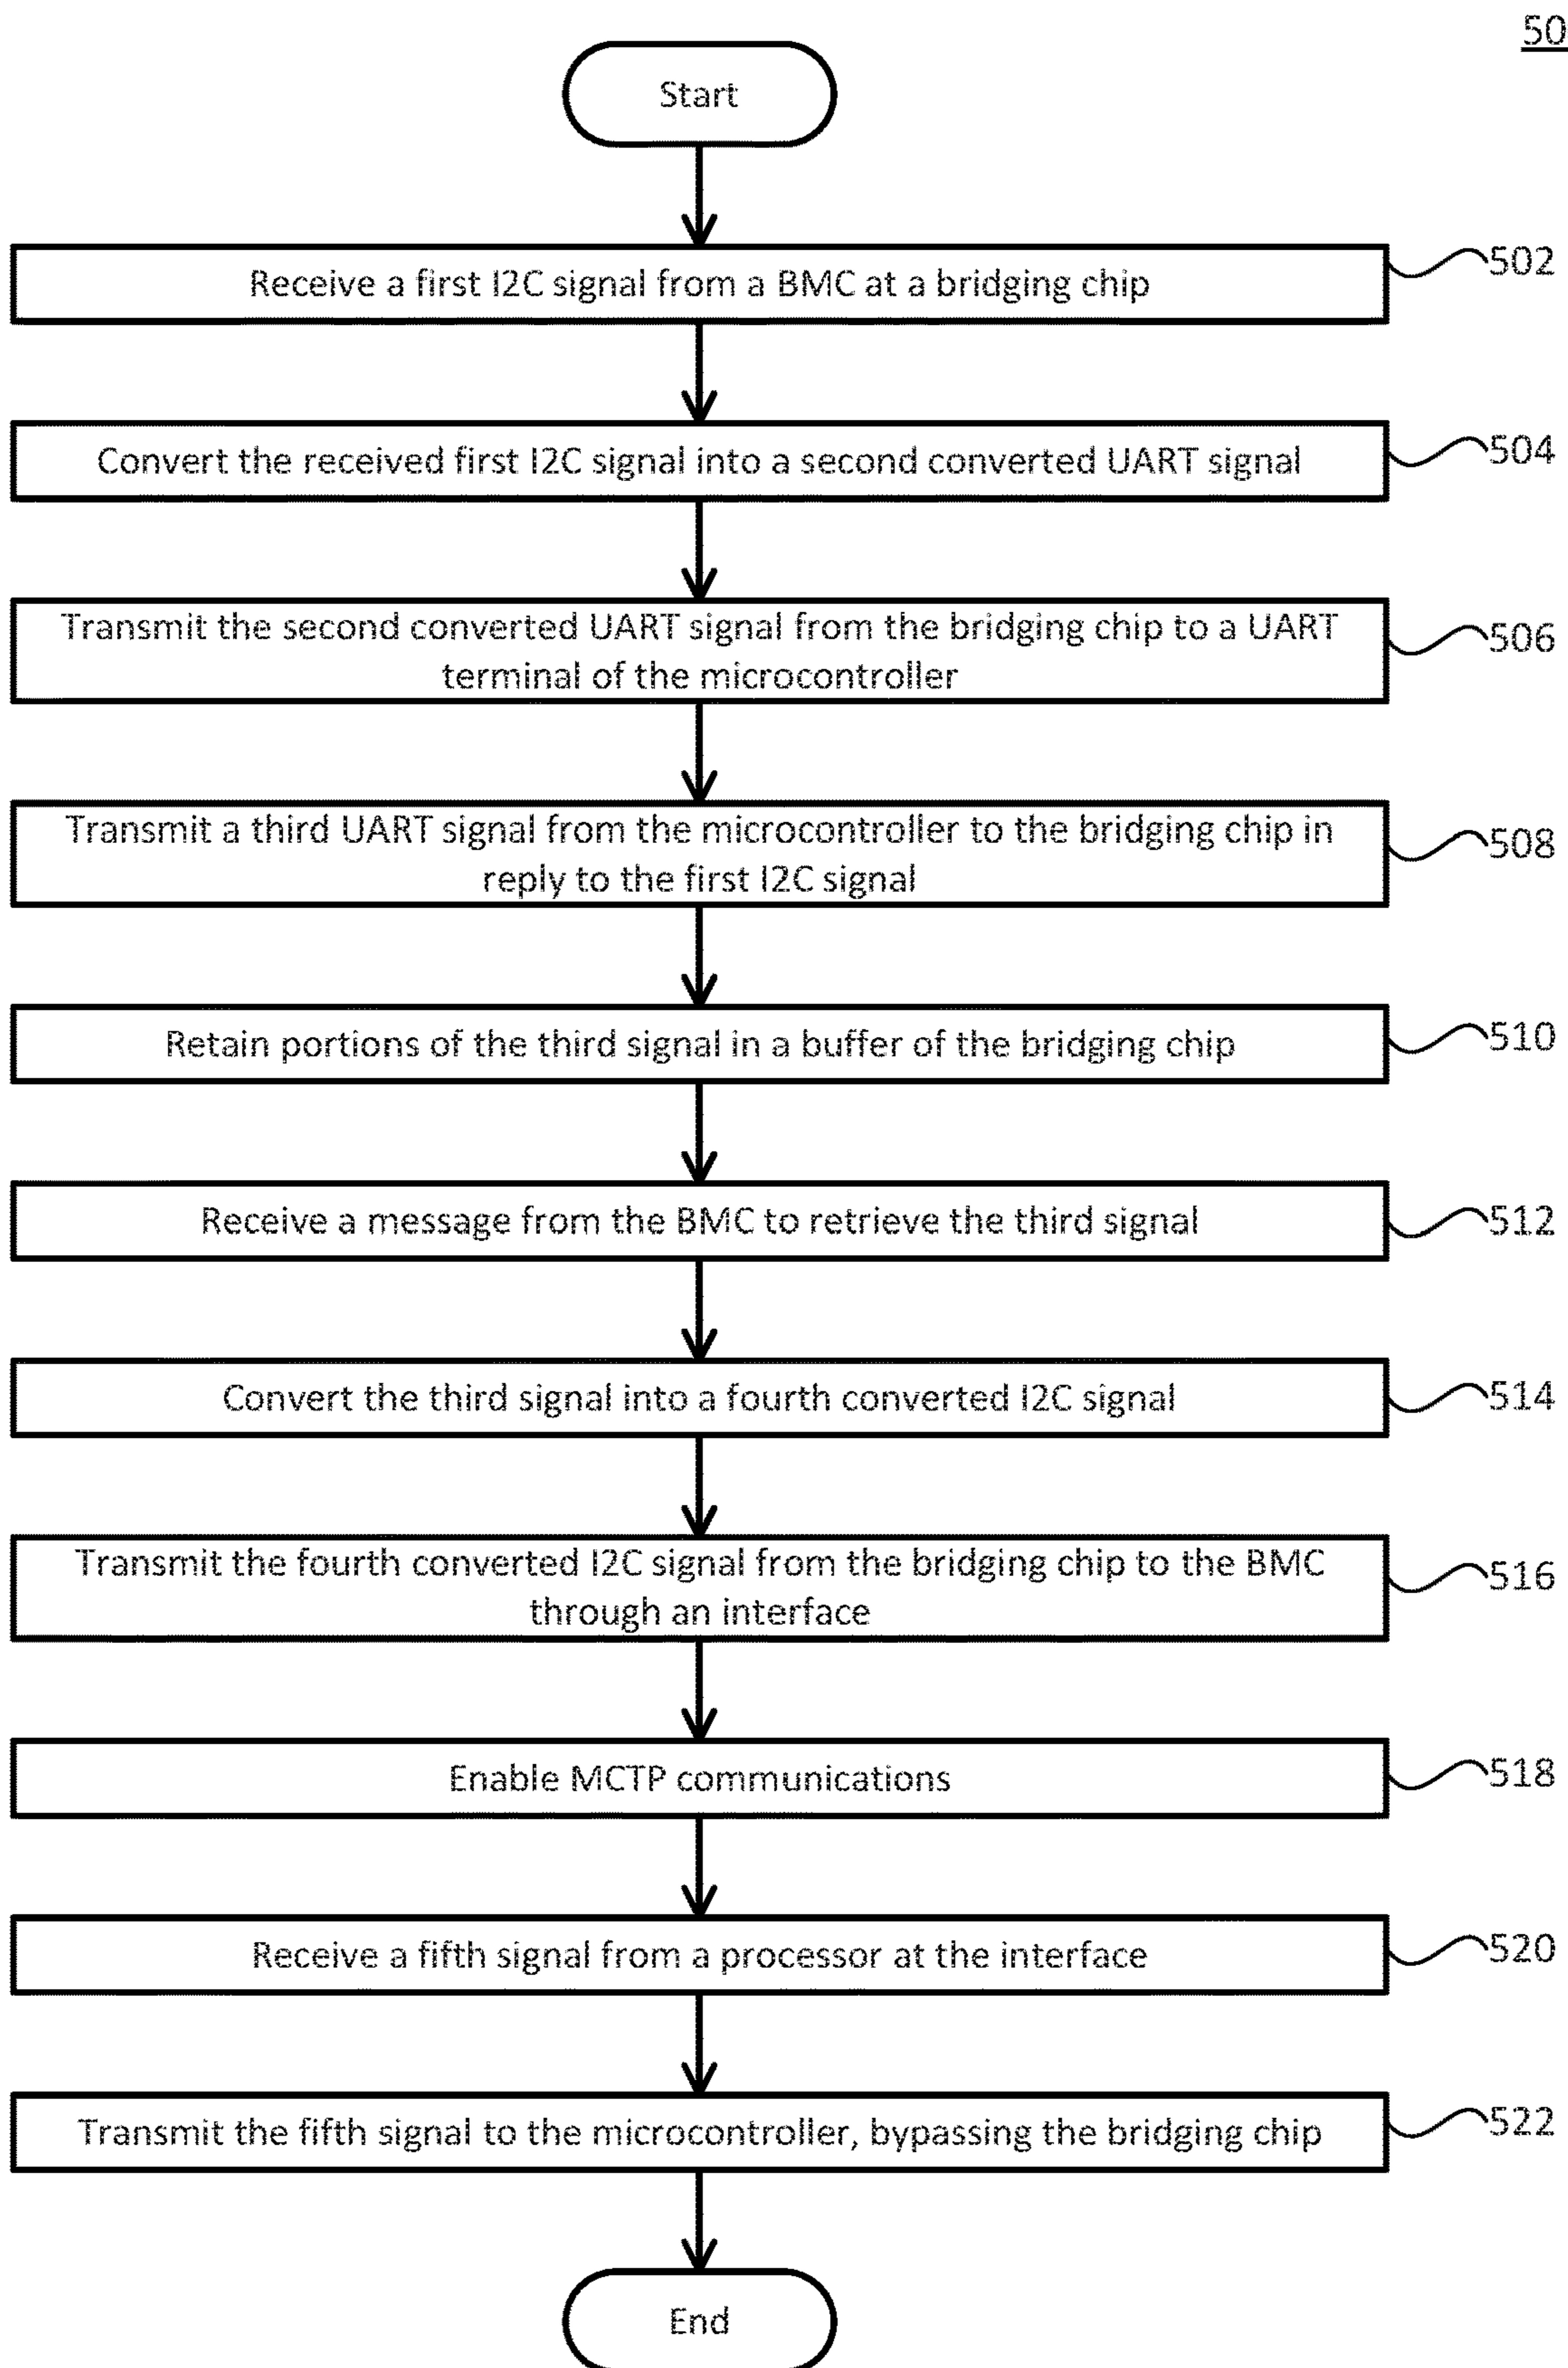 50
Start
Receive a first I2C signal from a BMC at a bridging chip
502
Convert the received first I2C signal into a second converted UART signal
504
Transmit the second converted UART signal from the bridging chip to a UART
terminal of the microcontroller
506
Transmit a third UART signal from the microcontroller to the bridging chip in
reply to the first I2C signal
508
Retain portions of the third signal in a buffer of the bridging chip
510
Receive a message from the BMC to retrieve the third signal
512
Convert the third signal into a fourth converted I2C signal
514
Transmit the fourth converted I2C signal from the bridging chip to the BMC
through an interface
516
Enable MCTP communications
518
Receive a fifth signal from a processor at the interface
520
Transmit the fifth signal to the microcontroller, bypassing the bridging chip
522
End